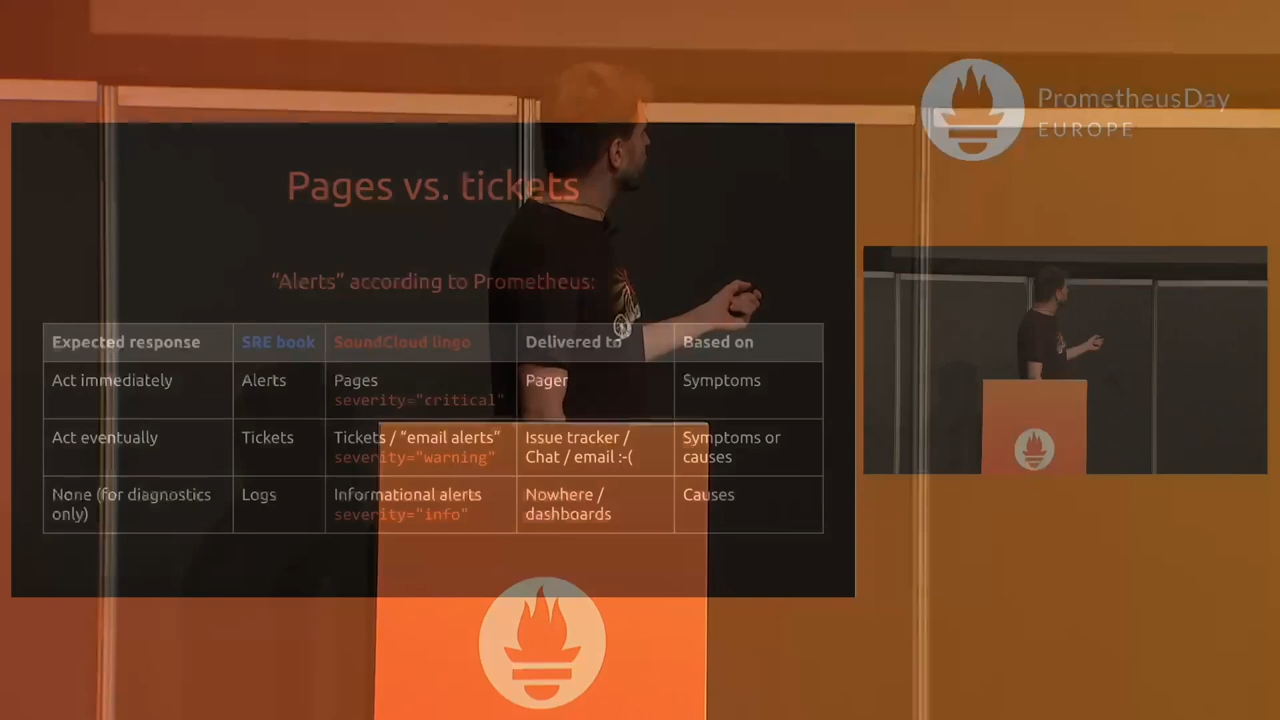 PrometheusDay
EUROPE
Pages vs. tickets
“Alerts” according to Prometheus:
Expected response SRE book SoundCloud lingo Delivered to Based on
Act immediately Alerts Pages Pager Symptoms
severity="critical"
Act eventually Tickets Tickets / “email alerts” Issue tracker / Symptoms or
severity="warning" Chat / email :-( causes
None (for diagnostics Logs Informational alerts Nowhere / Causes
only) severity="info" dashboards